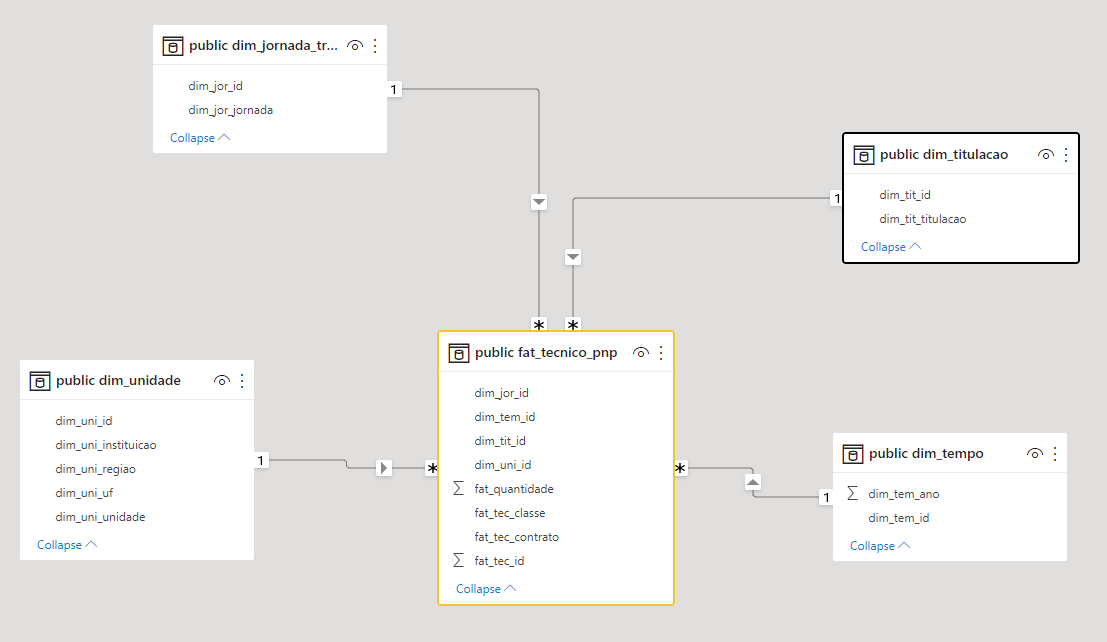 public dim_jornada_tr...
dim_jor_id
dim_jor_jornada
Collapse
1
public dim_titulacao
dim_tit_id
dim_tit_titulacao
Collapse
1
*
*
public fat_tecnico_pnp
dim_jor_id
dim_tem_id
dim_tit_id
dim_uni_id
∑ fat_quantidade
fat_tec_classe
fat_tec_contrato
∑ fat_tec_id
Collapse
public dim_unidade
dim_uni_id
dim_uni_instituicao
dim_uni_regiao
dim_uni_uf
dim_uni_unidade
Collapse
1
*
*
1
public dim_tempo
∑ dim_tem_ano
dim_tem_id
Collapse